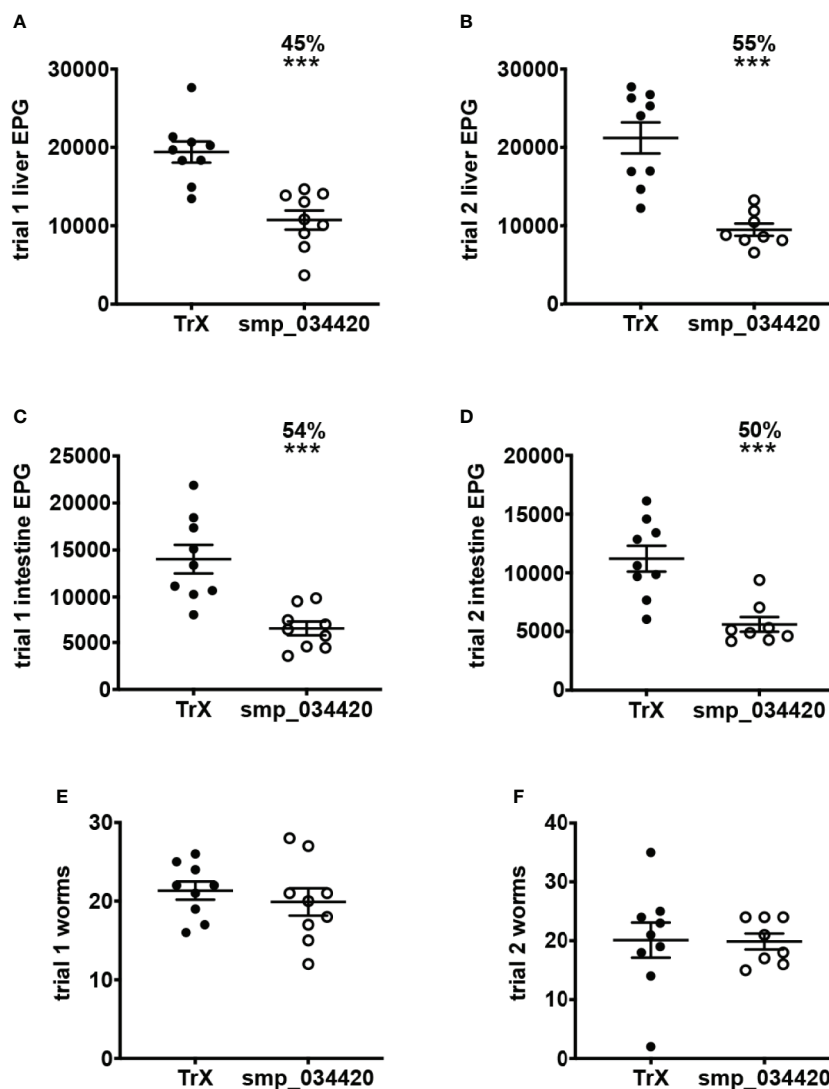 A
45%
***
trial 1 liver EPG
30000
20000
10000
0
TrX smp_034420
B
55%
***
trial 2 liver EPG
30000
20000
10000
0
TrX smp_034420
C
54%
***
trial 1 intestine EPG
25000
20000
15000
10000
5000
0
TrX smp_034420
D
50%
***
trial 2 intestine EPG
20000
15000
10000
5000
0
TrX smp_034420
E
trial 1 worms
30
20
10
0
TrX smp_034420
F
trial 2 worms
40
30
20
10
0
TrX smp_034420